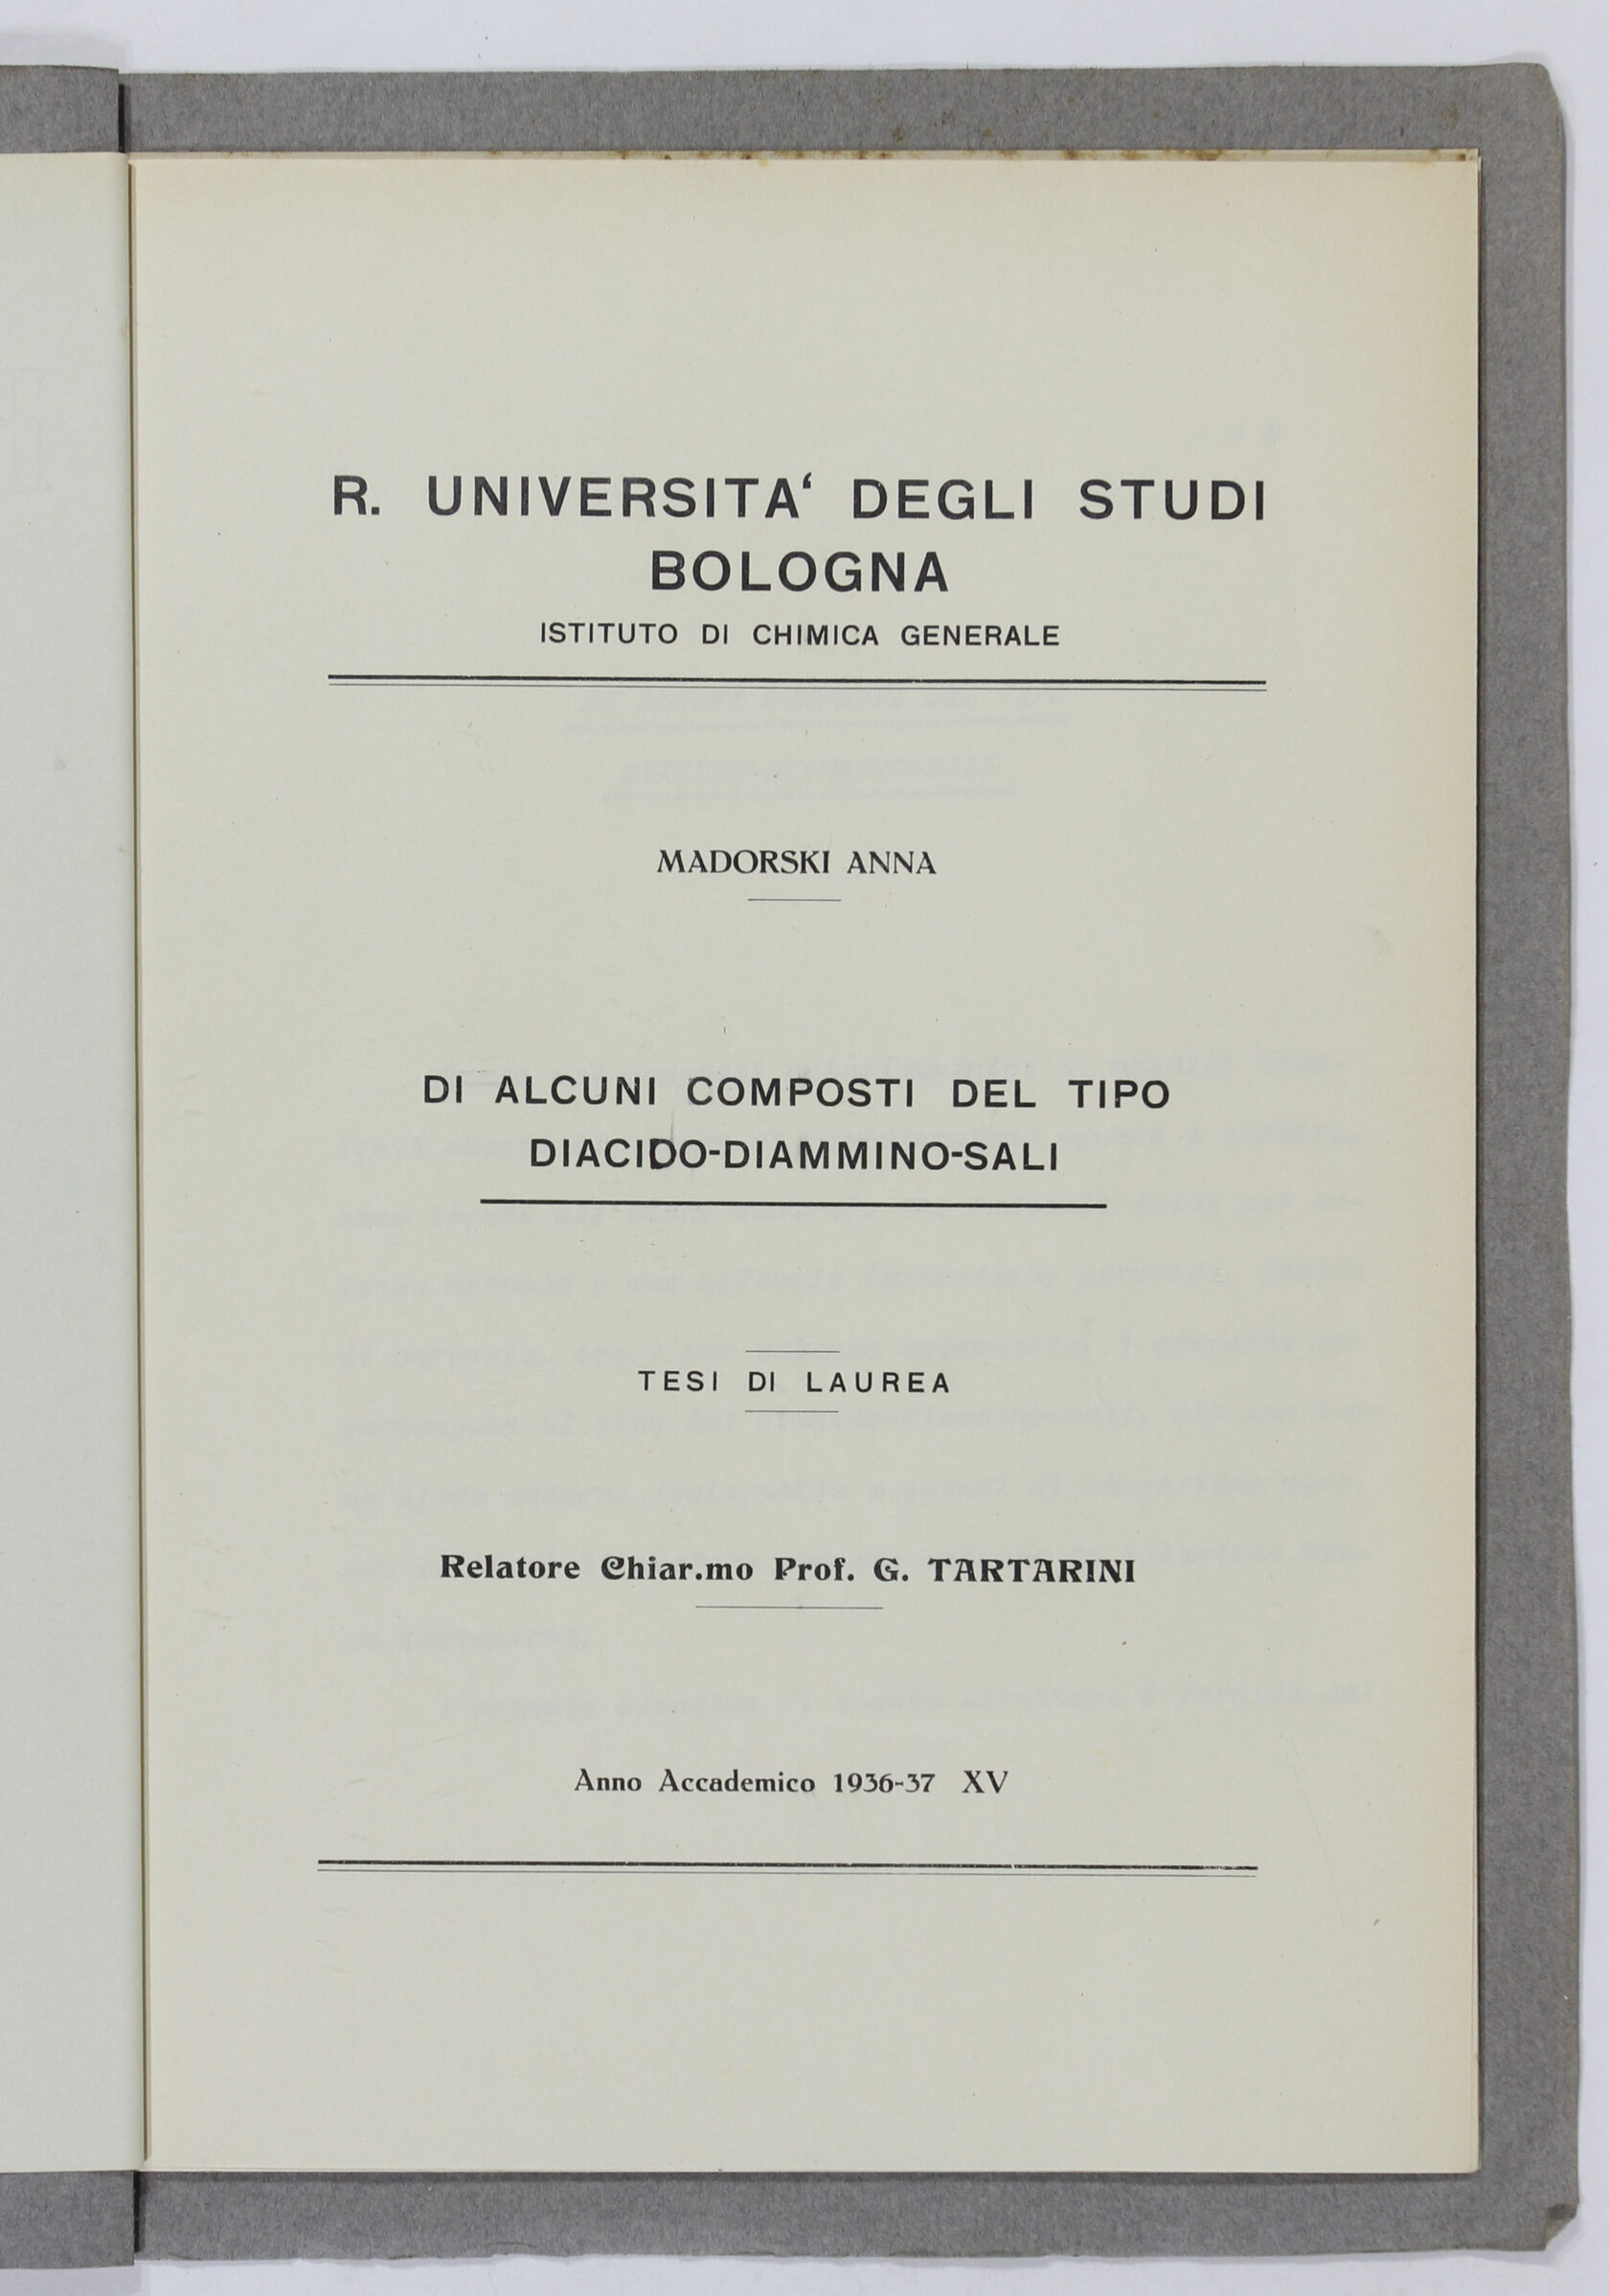 R. UNIVERSITA‘ DEGLI STUDI
BOLOGNA
ISTITUTO DI CHIMICA GENERALE
MADORSKI ANNA
DI ALCUNI COMPOSTI DEL TIPO
DIACIDO-DIAMMINO-SALI
TESI DI LAUREA
Relatore Chiar.mo Prof. G. TARTARINI
Anno Accademico 1936-37 XV